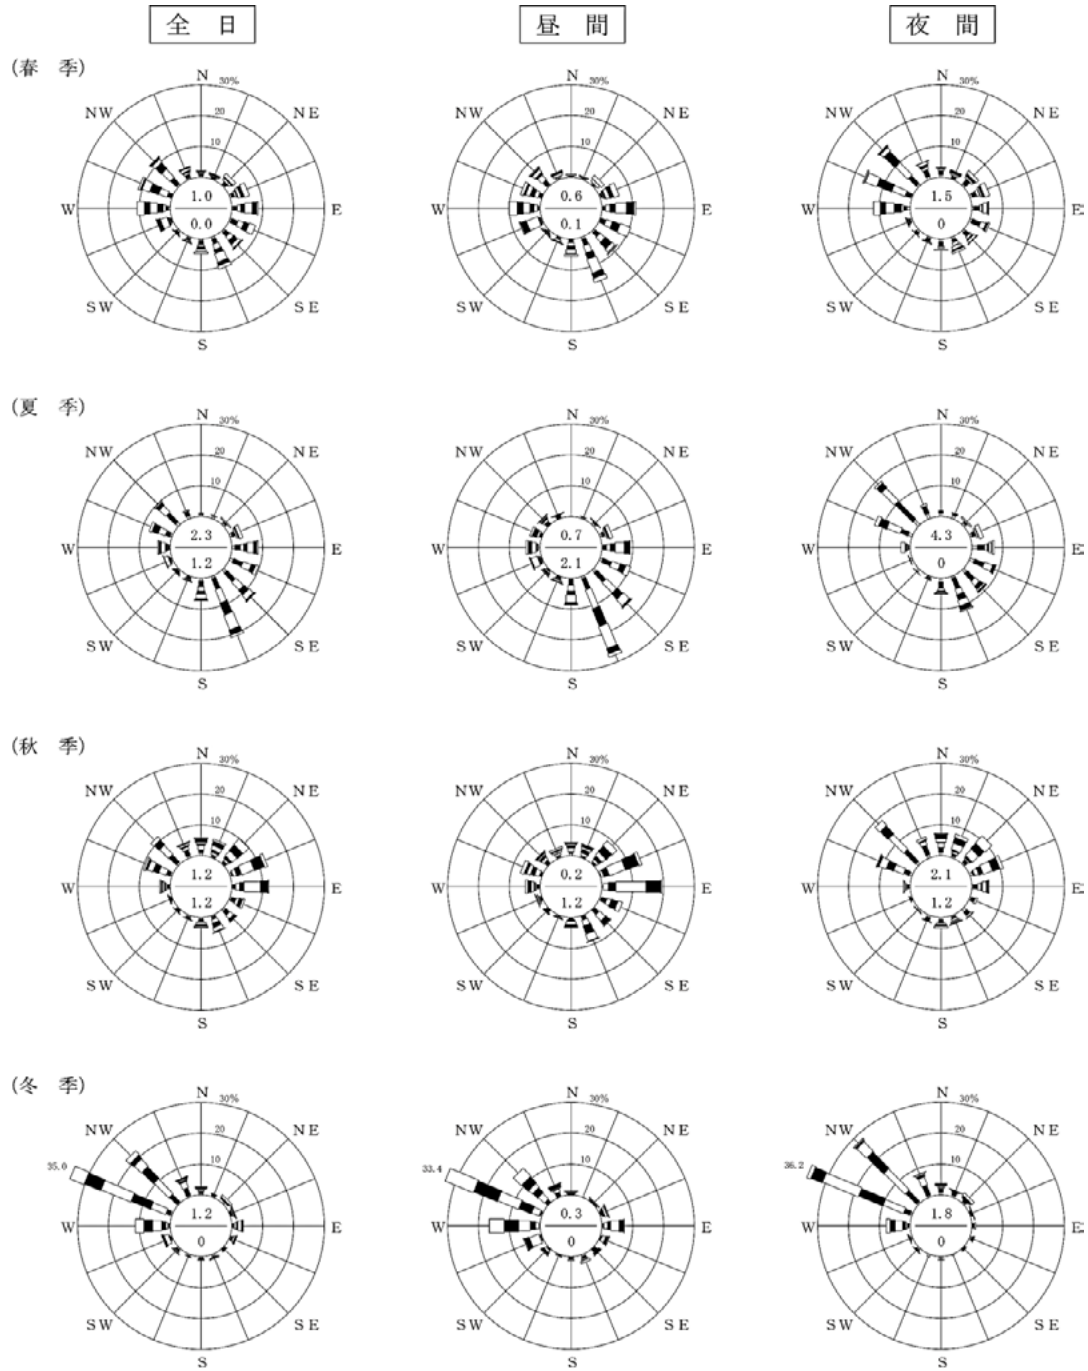 全 日 昼 間 夜 間
(春 季)
N N N
30% 30% 30%
NW NE NW NE NW NE
20 20 20
10 10 10
1.0 0.6 1.5
W E W E W E
0.0 0.1 0
SW SE SW SE SW SE
S S S
(夏 季)
N N N
30% 30% 30%
NW NE NW NE NW NE
20 20 20
10 10 10
2.3 0.7 4.3
W E W E W E
1.2 2.1 0
SW SE SW SE SW SE
S S S
(秋 季)
N N N
30% 30% 30%
NW NE NW NE NW NE
20 20 20
10 10 10
1.2 0.2 2.1
W E W E W E
1.2 1.2 1.2
SW SE SW SE SW SE
S S S
(冬 季)
N N N
30% 30% 30%
NW NE NW NE NW NE
20 20 20
10 10 10
35.0 33.4 36.2
1.2 0.3 1.8
W E W E W E
0 0 0
SW SE SW SE SW SE
S S S